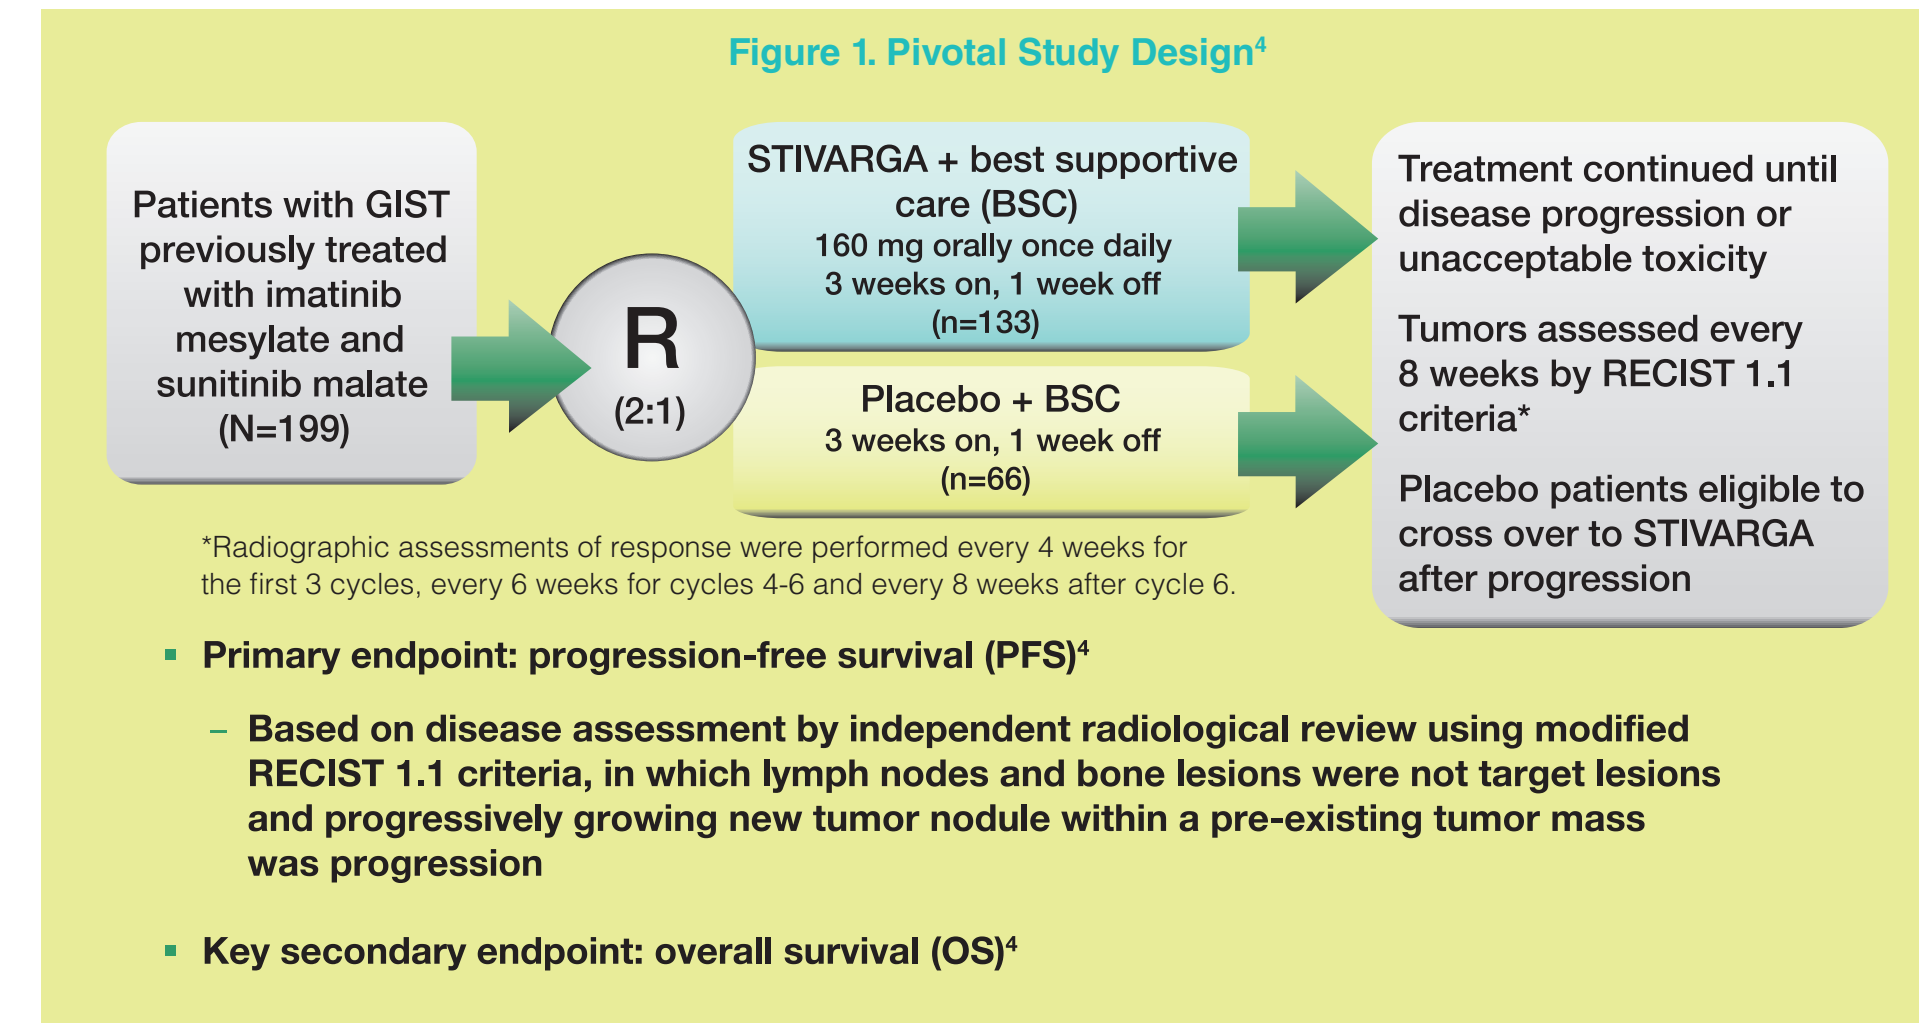 Figure 1. Pivotal Study Design4
Patients with GIST
previously treated
with imatinib
mesylate and
sunitinib malate
(N=199)
R
(2:1)
STIVARGA + best supportive
care (BSC)
160 mg orally once daily
3 weeks on, 1 week off
(n=133)
Placebo + BSC
3 weeks on, 1 week off
(n=66)
Treatment continued until
disease progression or
unacceptable toxicity
Tumors assessed every
8 weeks by RECIST 1.1
criteria*
Placebo patients eligible to
cross over to STIVARGA
after progression
*Radiographic assessments of response were performed every 4 weeks for
the first 3 cycles, every 6 weeks for cycles 4-6 and every 8 weeks after cycle 6.
▪ Primary endpoint: progression-free survival (PFS)4
– Based on disease assessment by independent radiological review using modified
RECIST 1.1 criteria, in which lymph nodes and bone lesions were not target lesions
and progressively growing new tumor nodule within a pre-existing tumor mass
was progression
▪ Key secondary endpoint: overall survival (OS)4